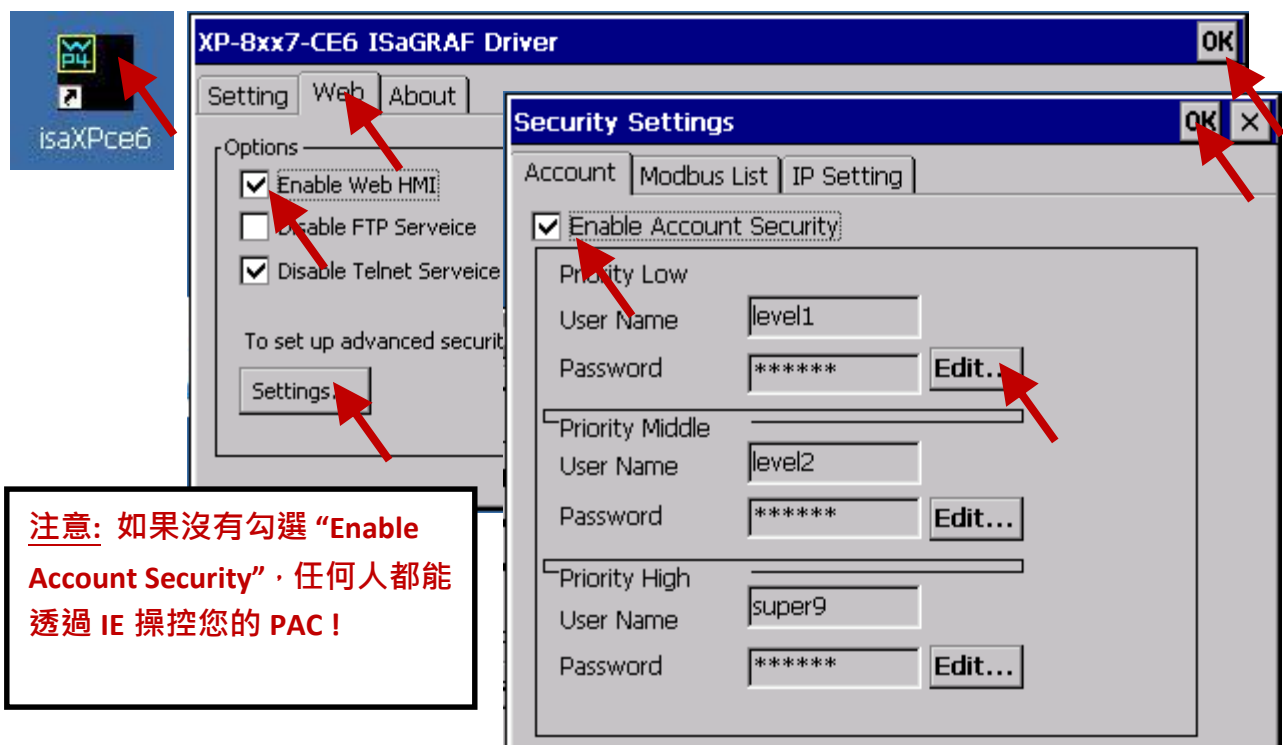 P4
isaXPce6
XP-8xx7-CE6 ISaGRAF Driver
OK
Setting
Web
About
Options
Enable Web HMI
Disable FTP Serveice
Disable Telnet Serveice
To set up advanced securit
Settings...
Security Settings
OK
Account
Modbus List
IP Setting
Enable Account Security
Priority Low
User Name
level1
Password
******
Edit...
Priority Middle
User Name
level2
Password
******
Edit...
Priority High
User Name
super9
Password
******
Edit...
注意: 如果沒有勾選 “Enable
Account Security”，任何人都能
透過 IE 操控您的 PAC !